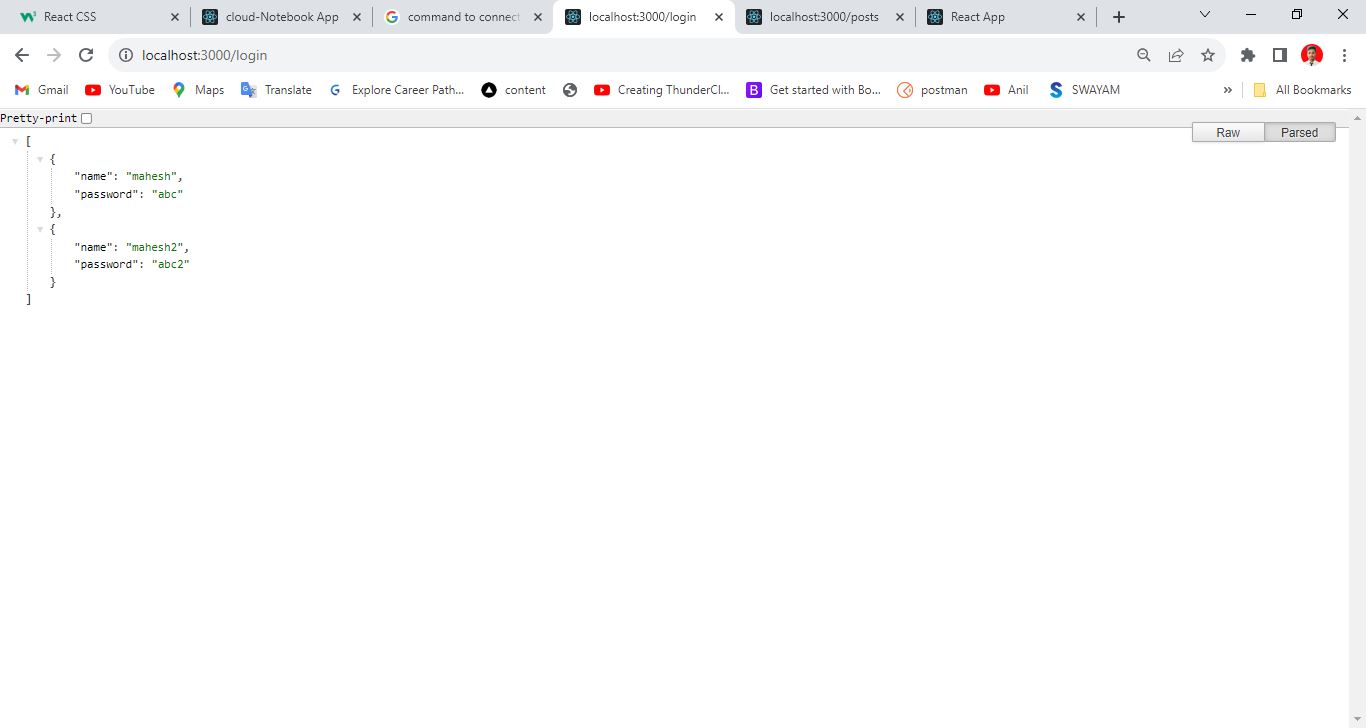 React CSS cloud-Notebook App command to connect localhost:3000/login localhost:3000/posts React App
localhost:3000/login
Gmail YouTube Maps Translate Explore Career Path... content Creating ThunderCl... B Get started with Bo... postman Anil SWAYAM » All Bookmarks
Pretty-print
Raw Parsed
[
{
"name": "mahesh",
"password": "abc"
},
{
"name": "mahesh2",
"password": "abc2"
}
]